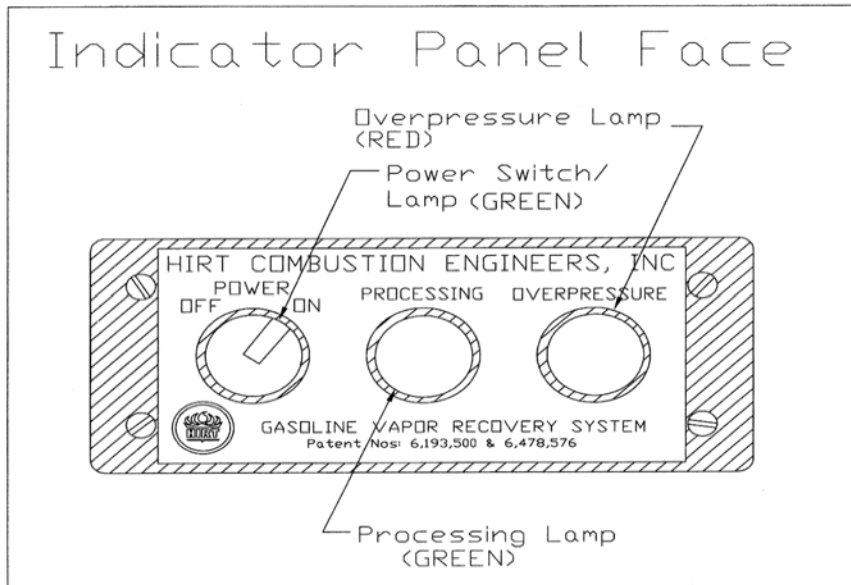 Indicator Panel Face
Overpressure Lamp
(RED)
Power Switch/
Lamp (GREEN)
HIRT COMBUSTION ENGINEERS, INC
POWER
OFF ON
PROCESSING
OVERPRESSURE
HIRT
GASOLINE VAPOR RECOVERY SYSTEM
Patent Nos: 6,193,500 & 6,478,576
Processing Lamp
(GREEN)